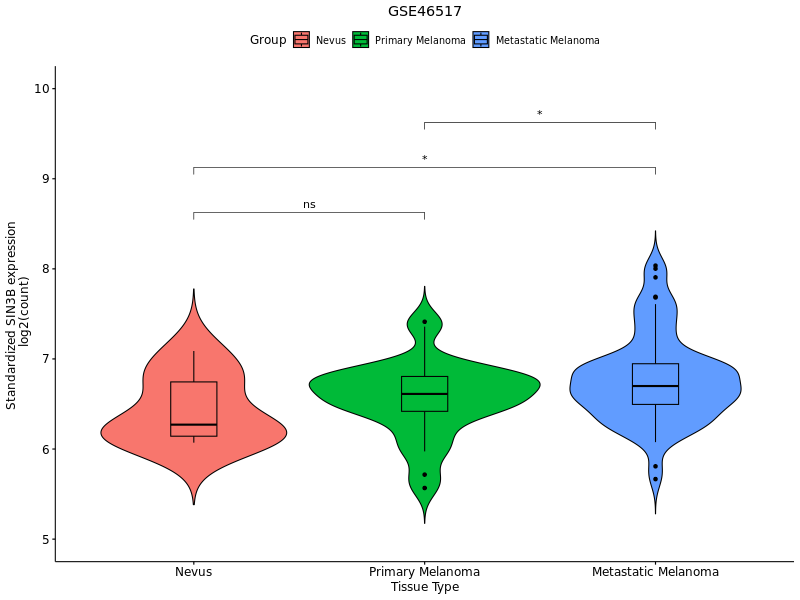 GSE46517
Group Nevus Primary Melanoma Metastatic Melanoma
Standardized SIN3B expression
log2(count)
10
9
8
7
6
5
*
*
ns
Nevus Primary Melanoma Metastatic Melanoma
Tissue Type